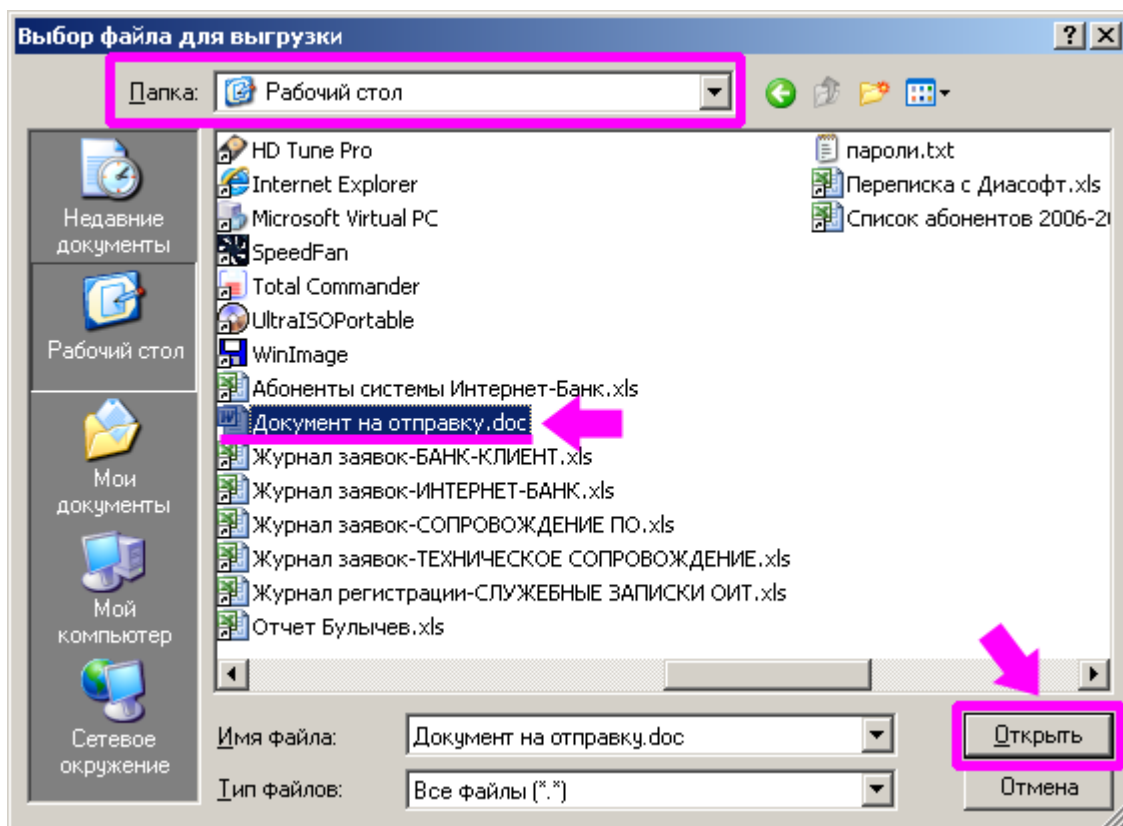 Выбор файла для выгрузки
Папка:
Рабочий стол
Недавние
документы
Рабочий стол
Мои
документы
Мой
компьютер
Сетевое
окружение
HD Tune Pro
Internet Explorer
Microsoft Virtual PC
SpeedFan
Total Commander
UltraISOPortable
WinImage
Абоненты системы Интернет-Банк.xls
Документ на отправку.doc
Журнал заявок-БАНК-КЛИЕНТ.xls
Журнал заявок-ИНТЕРНЕТ-БАНК.xls
Журнал заявок-СОПРОВОЖДЕНИЕ ПО.xls
Журнал заявок-ТЕХНИЧЕСКОЕ СОПРОВОЖДЕНИЕ.xls
Журнал регистрации-СЛУЖЕБНЫЕ ЗАПИСКИ ОИТ.xls
Отчет Булычев.xls
пароли.txt
Переписка с Диасофт.xls
Список абонентов 2006-2
Имя файла:
Документ на отправку.doc
Открыть
Тип файлов:
Все файлы (*.*)
Отмена